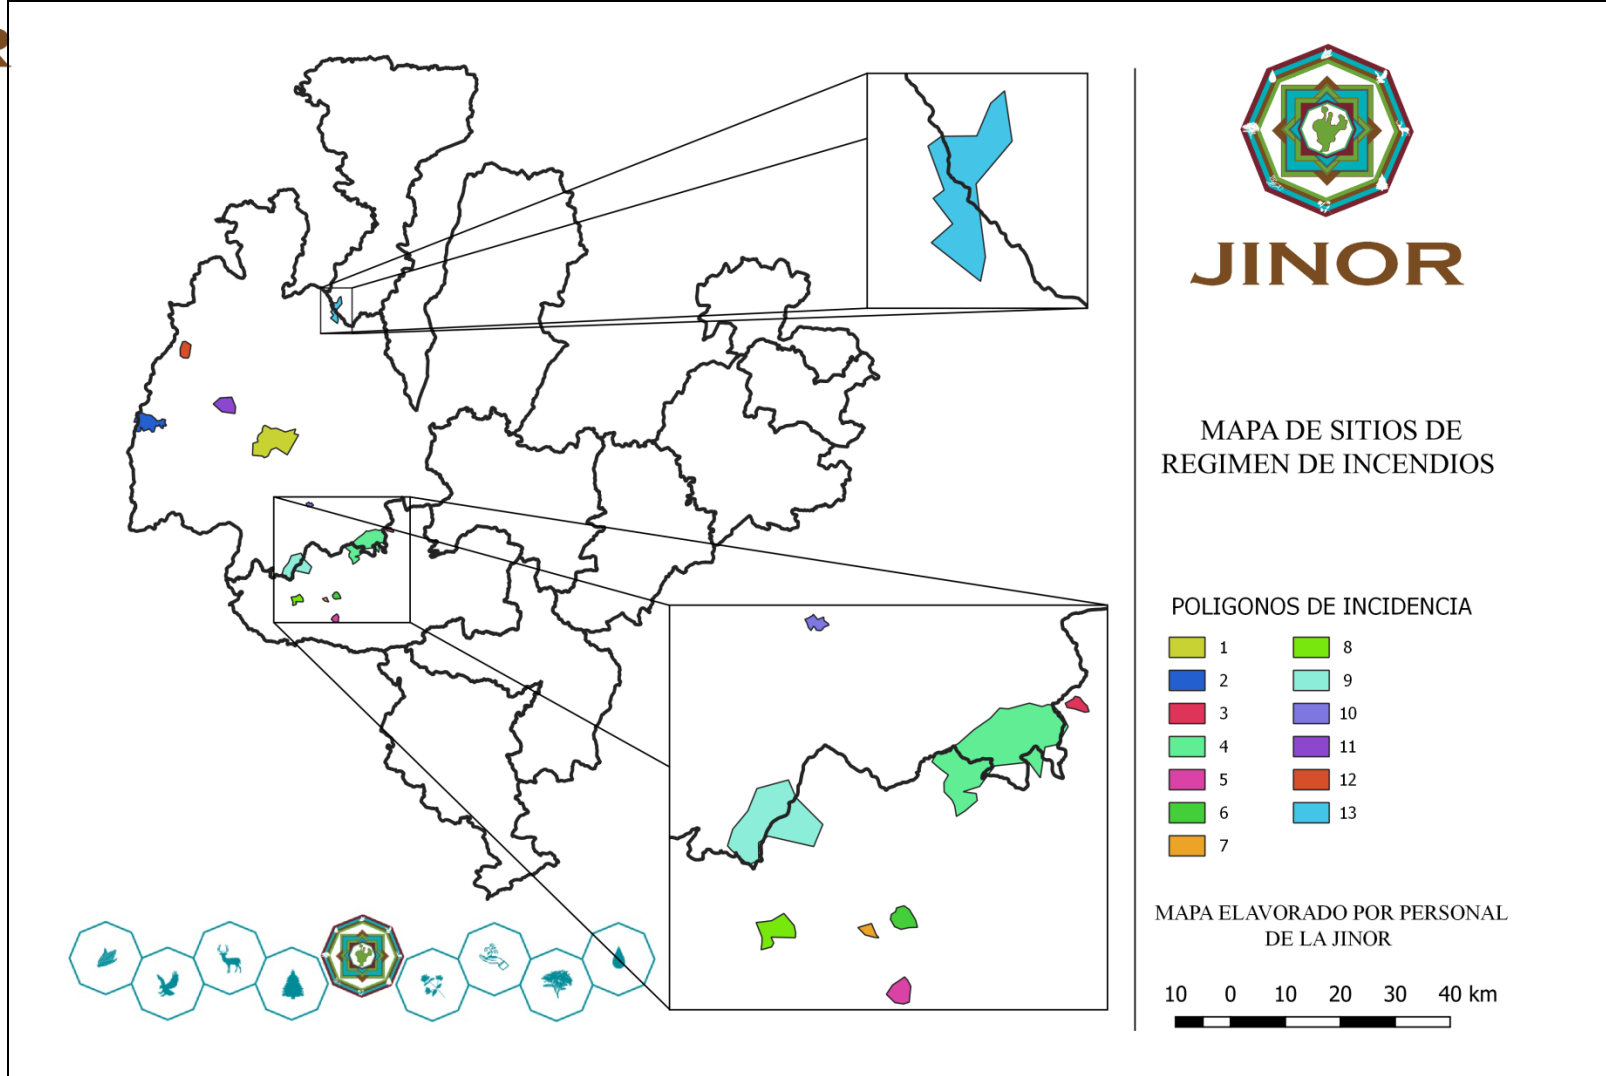 JINOR
MAPA DE SITIOS DE
REGIMEN DE INCENDIOS
POLIGONOS DE INCIDENCIA
1
2
3
4
5
6
7
8
9
10
11
12
13
MAPA ELAVORADO POR PERSONAL
DE LA JINOR
10 0 10 20 30 40 km